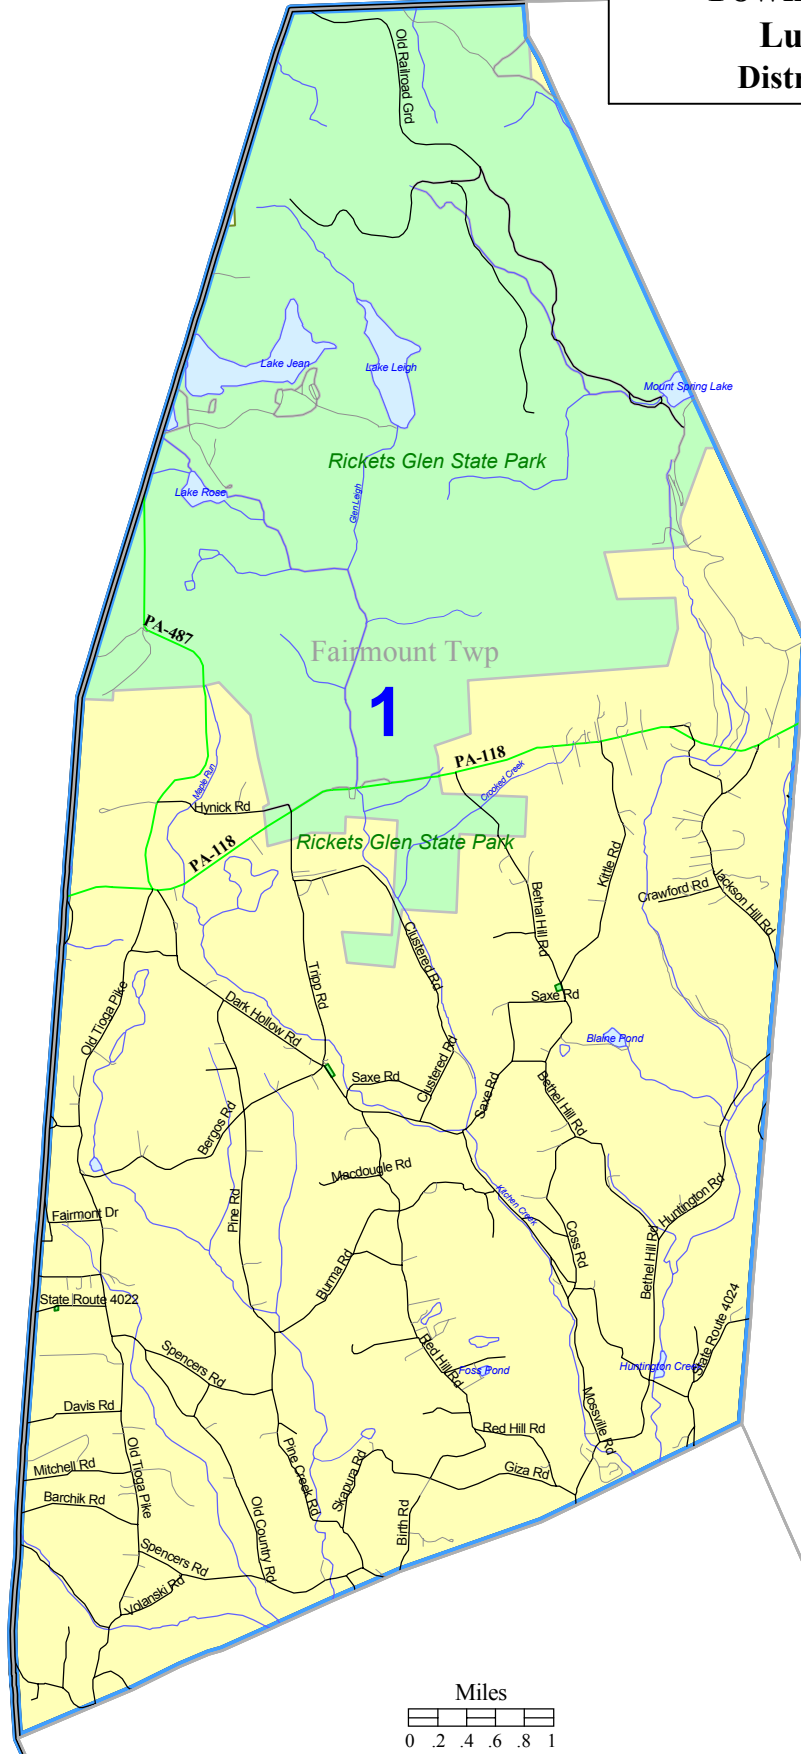 Lu
Distr
Old Railroad Grd
Lake Jean
Lake Leigh
Mount Spring Lake
Rickets Glen State Park
Lake Rose
Glen Leigh
PA-487
Fairmount Twp
1
PA-118
Maple Run
Crooked Creek
Hynick Rd
PA-118
Rickets Glen State Park
Kittle Rd
Bethal Hill Rd
Crawford Rd
Jackson Hill Rd
Clustered Rd
Tripp Rd
Old Tioga Pike
Dark Hollow Rd
Saxe Rd
Blaine Pond
Clustered Rd
Saxe Rd
Saxe Rd
Bethel Hill Rd
Bergos Rd
Macdougle Rd
Pine Rd
Kitchen Creek
Huntington Rd
Fairmont Dr
Coss Rd
Bethel Hill Rd
Burma Rd
State Route 4022
State Route 4024
Spencers Rd
Red Hill Rd
Foss Pond
Huntington Creek
Davis Rd
Mossville Rd
Red Hill Rd
Old Tioga Pike
Pine Creek Rd
Skapura Rd
Mitchell Rd
Giza Rd
Barchik Rd
Old Country Rd
Birth Rd
Spencers Rd
Volanski Rd
Miles
0 .2 .4 .6 .8 1